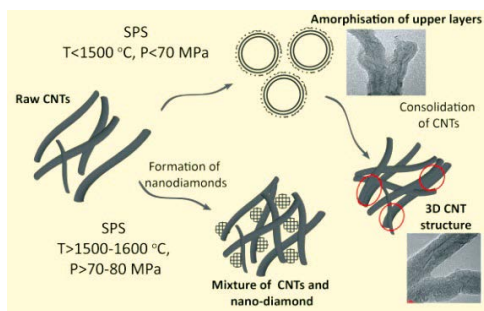 SPS
T<1500 °C, P<70 MPa
Amorphisation of upper layers
Raw CNTs
Consolidation
of CNTs
Formation of
nanodiamonds
SPS
T>1500-1600 °C,
P>70-80 MPa
3D CNT
structure
Mixture of CNTs and
nano-diamond